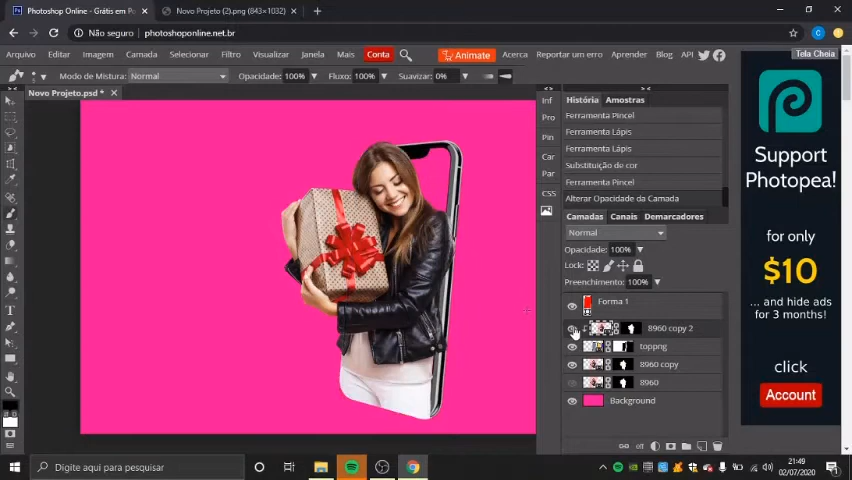 Photoshop Online - Grátis em Po
Novo Projeto (2).png (843×1032)
Não seguro
photoshoponline.net.br
Arquivo
Editar
Imagem
Camada
Selecionar
Filtro
Visualizar
Janela
Mais
Conta
Animate
Acerca
Reportar um erro
Aprender
Blog
API
Tela Cheia
Modo de Mistura:
Normal
Opacidade:
100%
Fluxo:
100%
Suavizar:
0%
Novo Projeto.psd *
Inf
Pro
Pin
Car
Par
CSS
História
Amostras
Ferramenta Pincel
Ferramenta Lápis
Ferramenta Lápis
Substituição de cor
Ferramenta Pincel
Alterar Opacidade da Camada
Camadas
Canais
Demarcadores
Normal
Opacidade:
100%
Lock:
Preenchimento:
100%
Forma 1
8960 copy 2
toppng
8960 copy
8960
Background
off
Support
Photopea!
for only
$10
... and hide ads
for 3 months!
click
Account
Digite aqui para pesquisar
21:49
02/07/2020